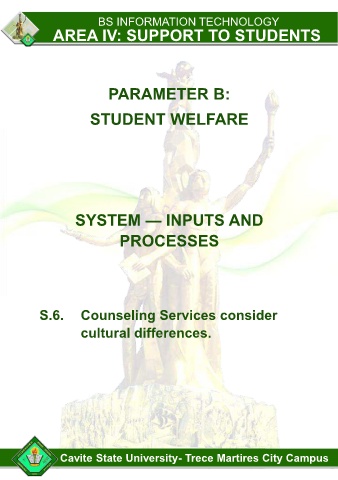 BS INFORMATION TECHNOLOGY
AREA IV: SUPPORT TO STUDENTS
PARAMETER B:
STUDENT WELFARE
SYSTEM — INPUTS AND
PROCESSES
S.6. Counseling Services consider
cultural differences.
Cavite State University- Trece Martires City Campus